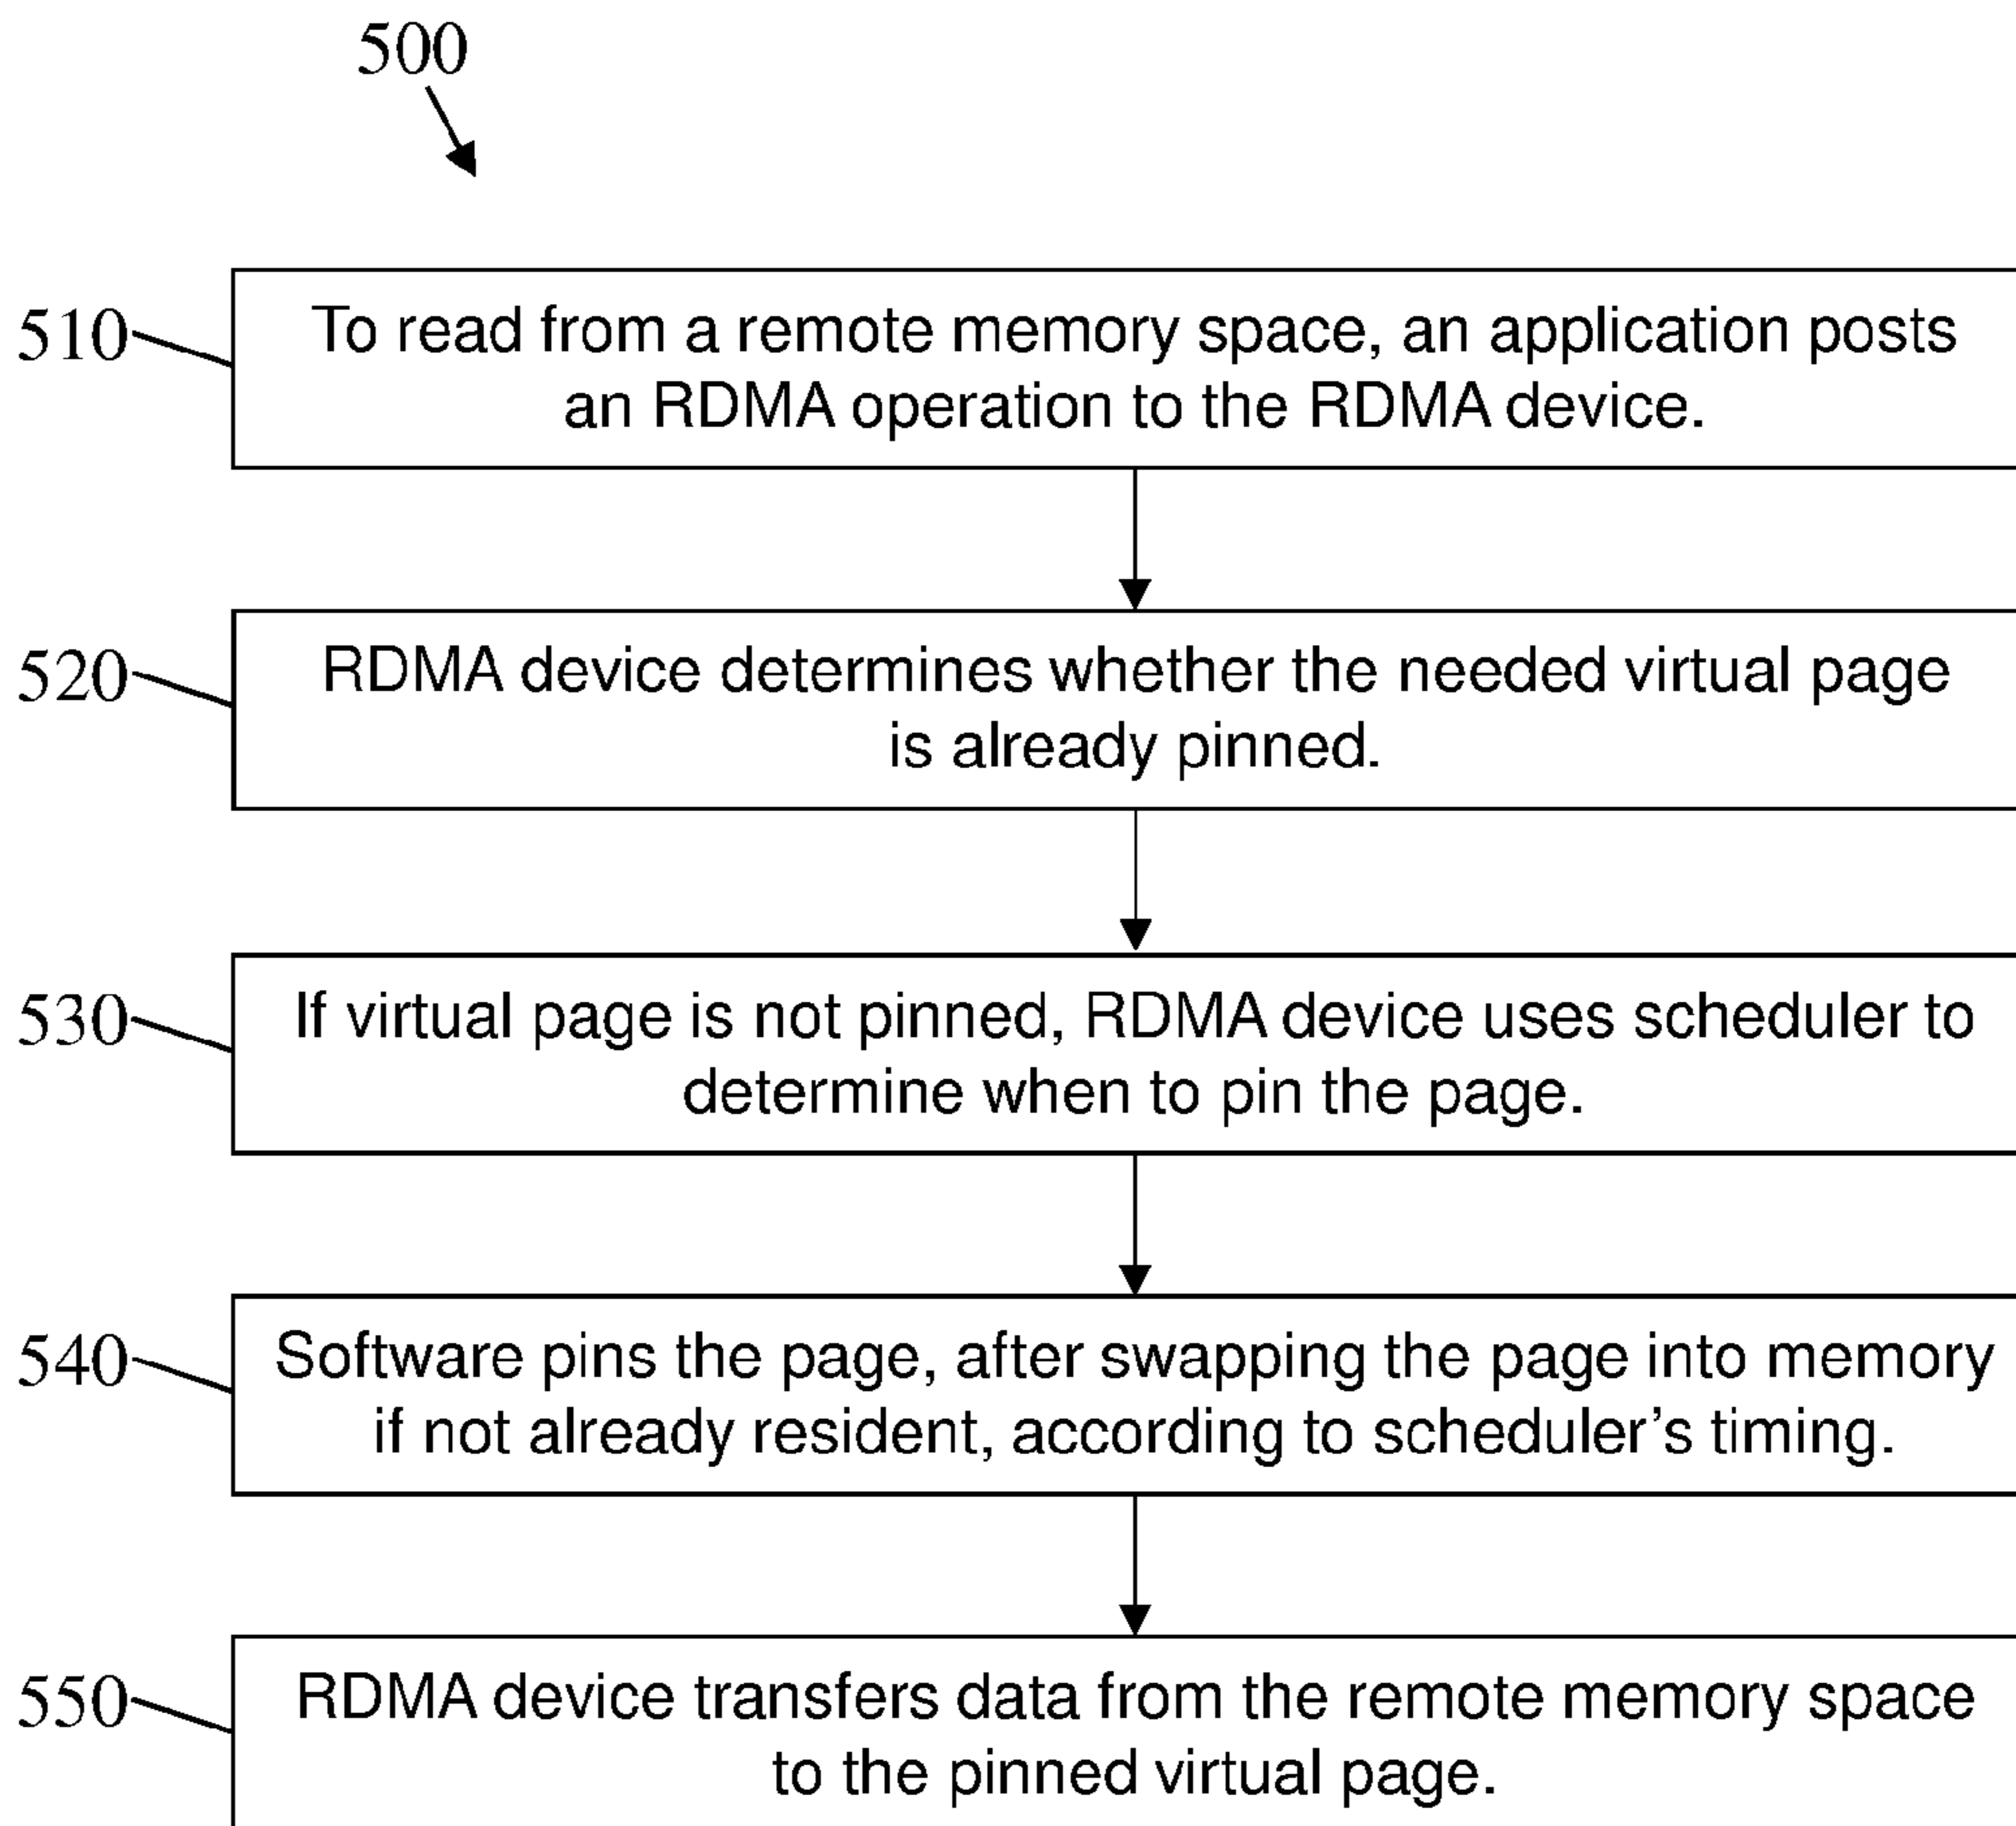 500
510
To read from a remote memory space, an application posts
an RDMA operation to the RDMA device.
520
RDMA device determines whether the needed virtual page
is already pinned.
530
If virtual page is not pinned, RDMA device uses scheduler to
determine when to pin the page.
540
Software pins the page, after swapping the page into memory
if not already resident, according to scheduler’s timing.
550
RDMA device transfers data from the remote memory space
to the pinned virtual page.